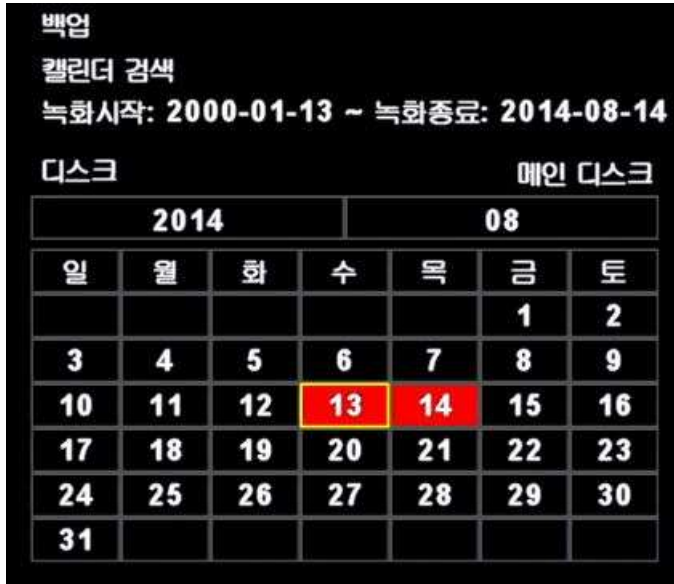 백업
캘린더 검색
녹화시작: 2000-01-13 ~ 녹화종료: 2014-08-14
디스크 메인 디스크
2014 08
일 월 화 수 목 금 토
1 2
3 4 5 6 7 8 9
10 11 12 13 14 15 16
17 18 19 20 21 22 23
24 25 26 27 28 29 30
31